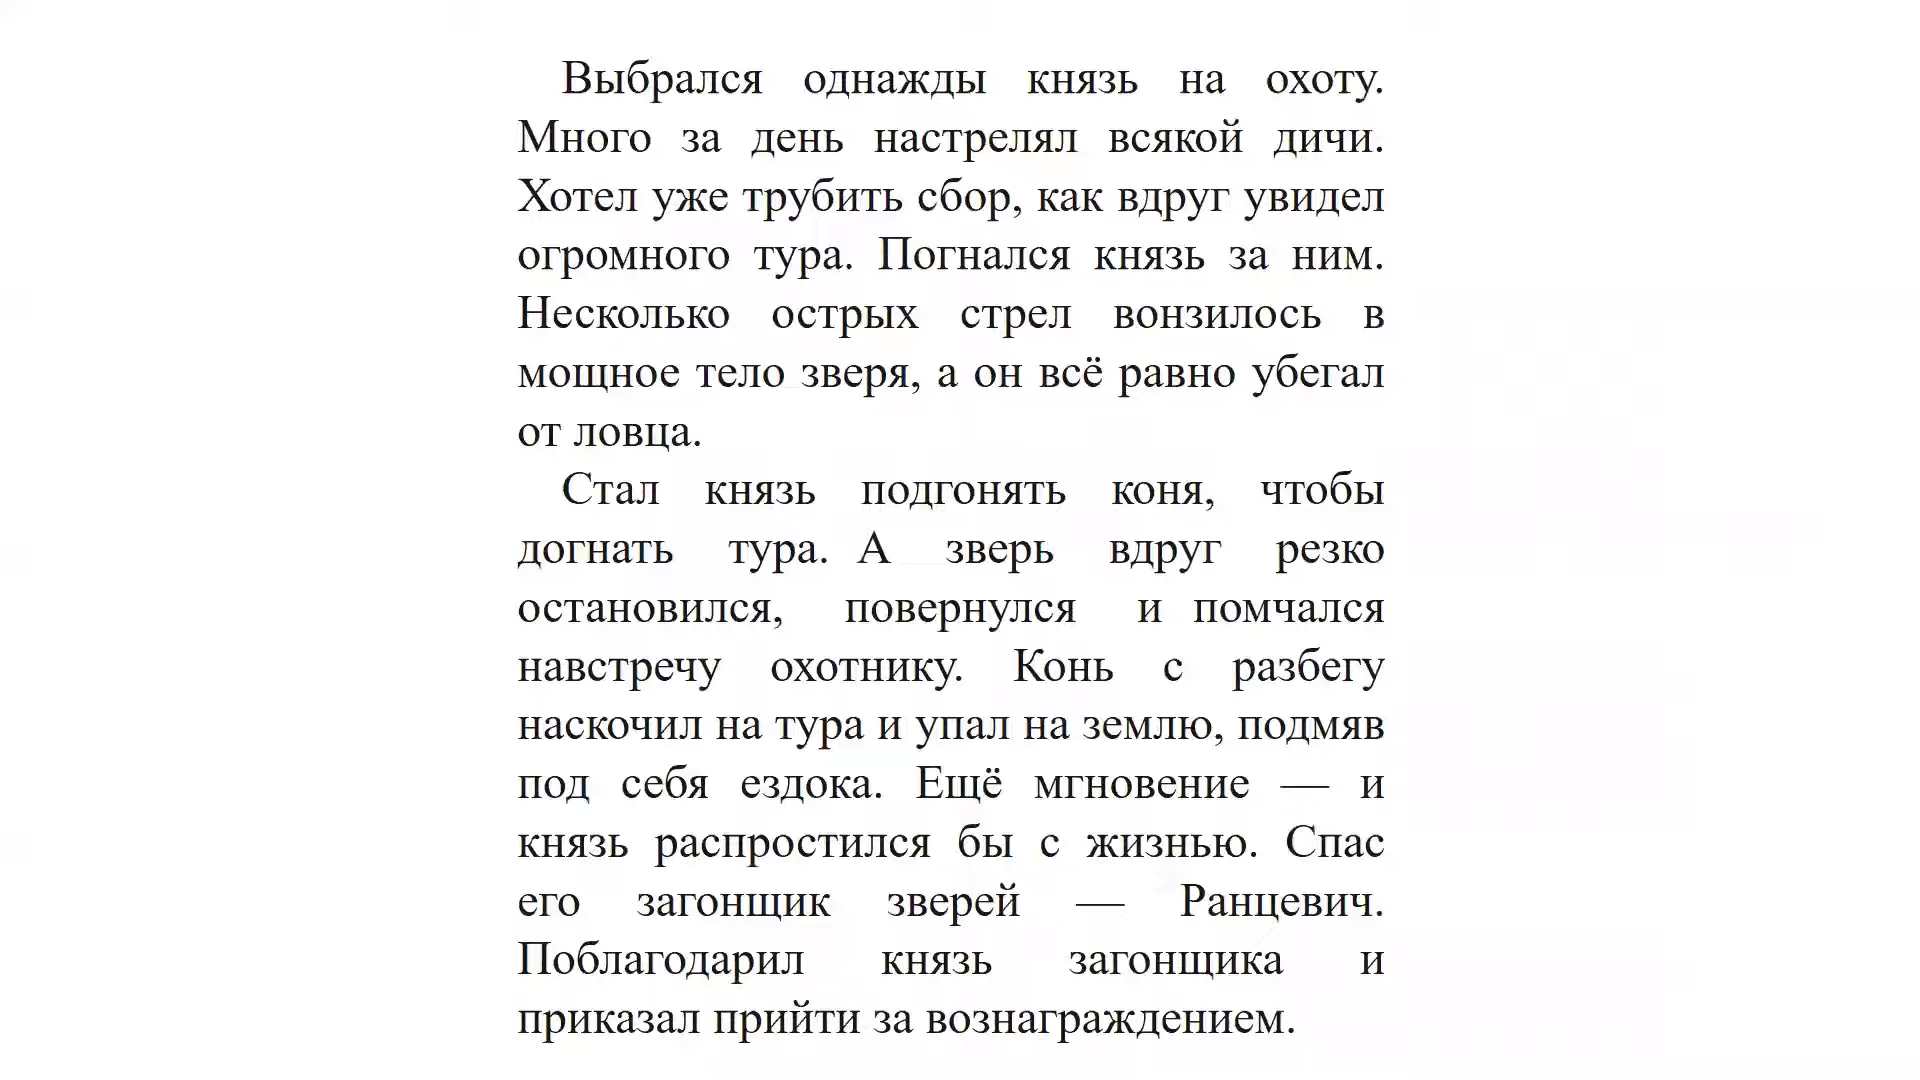 Выбрался однажды князь на охоту.
Много за день настрелял всякой дичи.
Хотел уже трубить сбор, как вдруг увидел
огромного тура. Погнался князь за ним.
Несколько острых стрел вонзилось в
мощное тело зверя, а он всё равно убегал
от ловца.
Стал князь подгонять коня, чтобы
догнать тура. А зверь вдруг резко
остановился, повернулся и помчался
навстречу охотнику. Конь с разбегу
наскочил на тура и упал на землю, подмяв
под себя ездока. Ещё мгновение — и
князь распростился бы с жизнью. Спас
его загонщик зверей — Ранцевич.
Поблагодарил князь загонщика и
приказал прийти за вознаграждением.